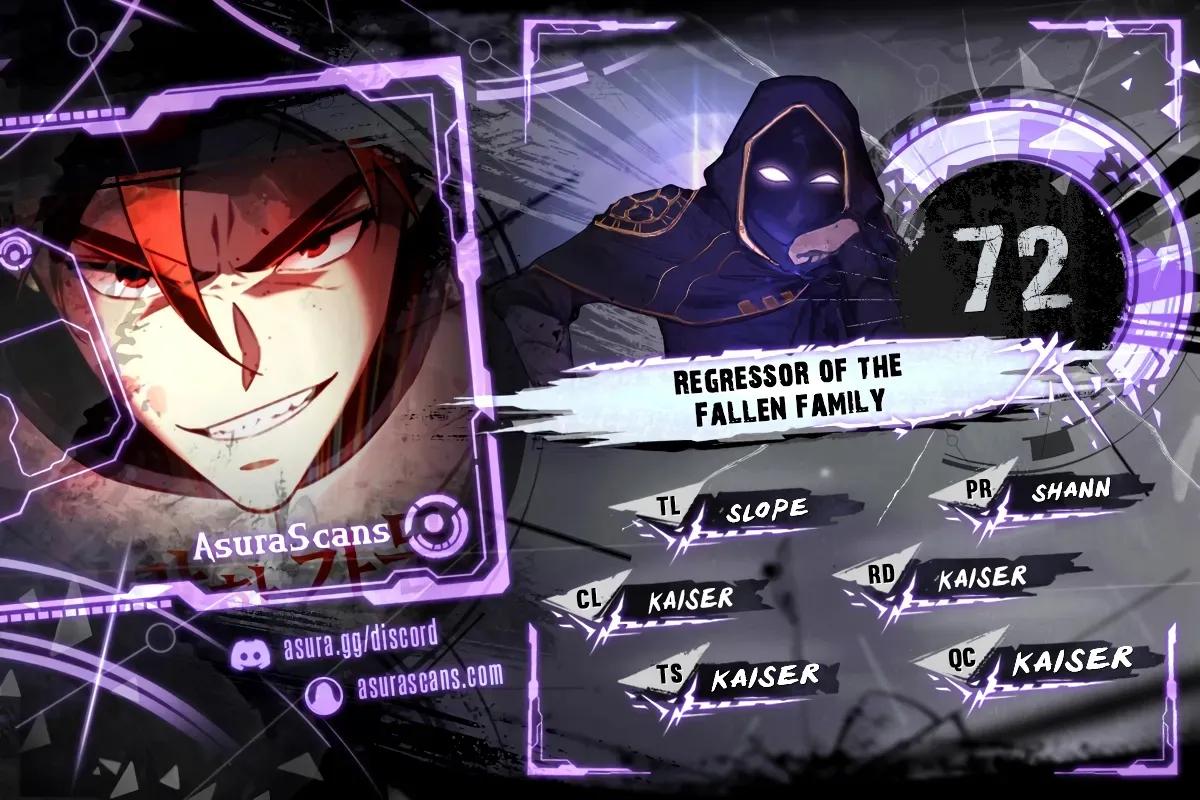 72
REGRESSOR OF THE
FALLEN FAMILY
TL SLOPE
PR SHANN
CL KAISER
RD KAISER
TS KAISER
QC KAISER
AsuraScans
asura.gg/discord
asurascans.com